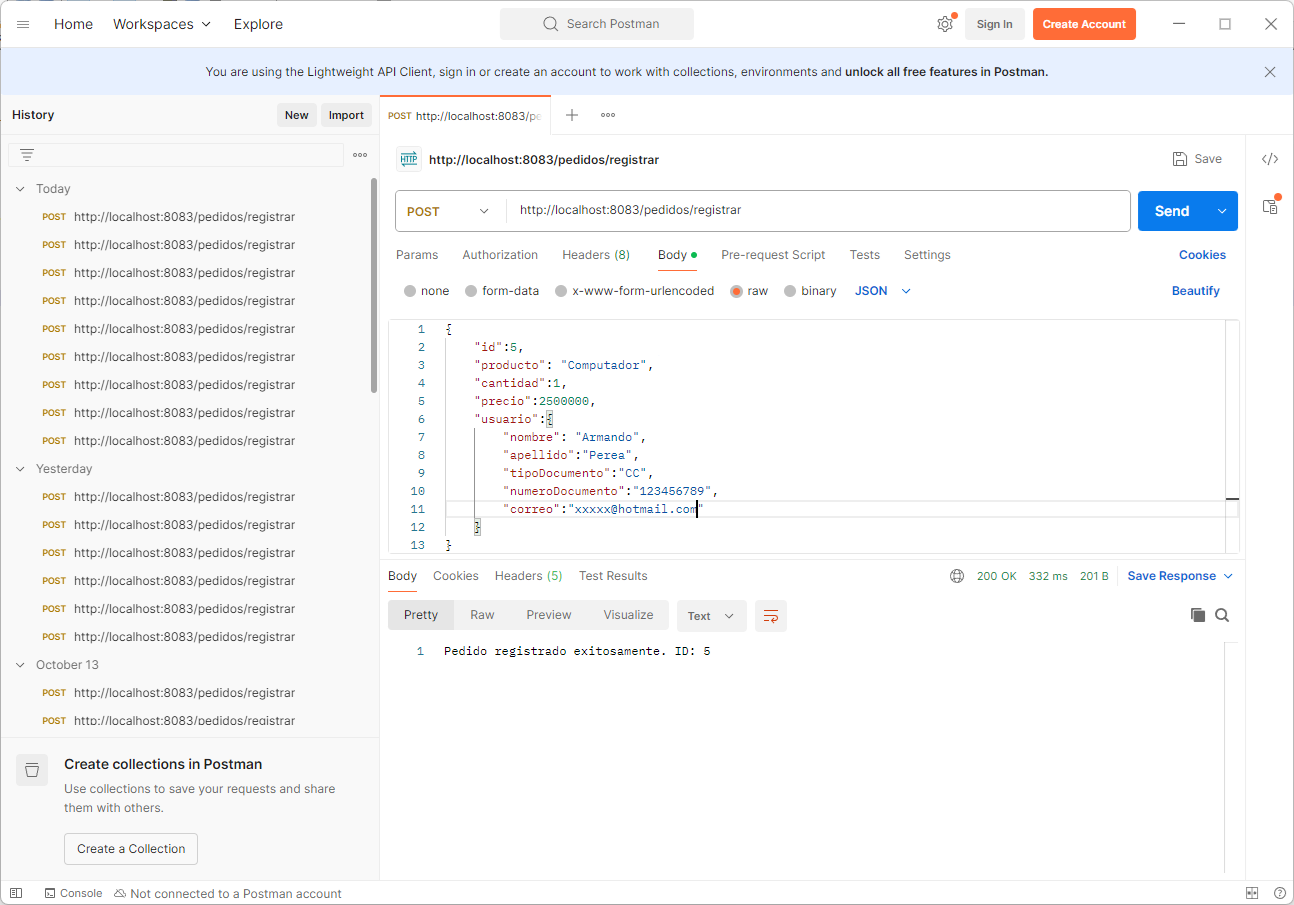 Home Workspaces Explore Search Postman Sign In Create Account
You are using the Lightweight API Client, sign in or create an account to work with collections, environments and unlock all free features in Postman.
History New Import
Today
POST http://localhost:8083/pedidos/registrar
POST http://localhost:8083/pedidos/registrar
POST http://localhost:8083/pedidos/registrar
POST http://localhost:8083/pedidos/registrar
POST http://localhost:8083/pedidos/registrar
POST http://localhost:8083/pedidos/registrar
POST http://localhost:8083/pedidos/registrar
POST http://localhost:8083/pedidos/registrar
POST http://localhost:8083/pedidos/registrar
Yesterday
POST http://localhost:8083/pedidos/registrar
POST http://localhost:8083/pedidos/registrar
POST http://localhost:8083/pedidos/registrar
POST http://localhost:8083/pedidos/registrar
POST http://localhost:8083/pedidos/registrar
POST http://localhost:8083/pedidos/registrar
October 13
POST http://localhost:8083/pedidos/registrar
POST http://localhost:8083/pedidos/registrar
Create collections in Postman
Use collections to save your requests and share
them with others.
Create a Collection
POST http://localhost:8083/pe
HTTP http://localhost:8083/pedidos/registrar Save </>
POST http://localhost:8083/pedidos/registrar Send
Params Authorization Headers (8) Body Pre-request Script Tests Settings Cookies
none form-data x-www-form-urlencoded raw binary JSON Beautify
1 {
2 "id":5,
3 "producto": "Computador",
4 "cantidad":1,
5 "precio":2500000,
6 "usuario":{
7 "nombre": "Armando",
8 "apellido":"Perea",
9 "tipoDocumento":"CC",
10 "numeroDocumento":"123456789",
11 "correo":"xxxxx@hotmail.com"
12 }
13 }
Body Cookies Headers (5) Test Results 200 OK 332 ms 201 B Save Response
Pretty Raw Preview Visualize Text
1 Pedido registrado exitosamente. ID: 5
Console Not connected to a Postman account